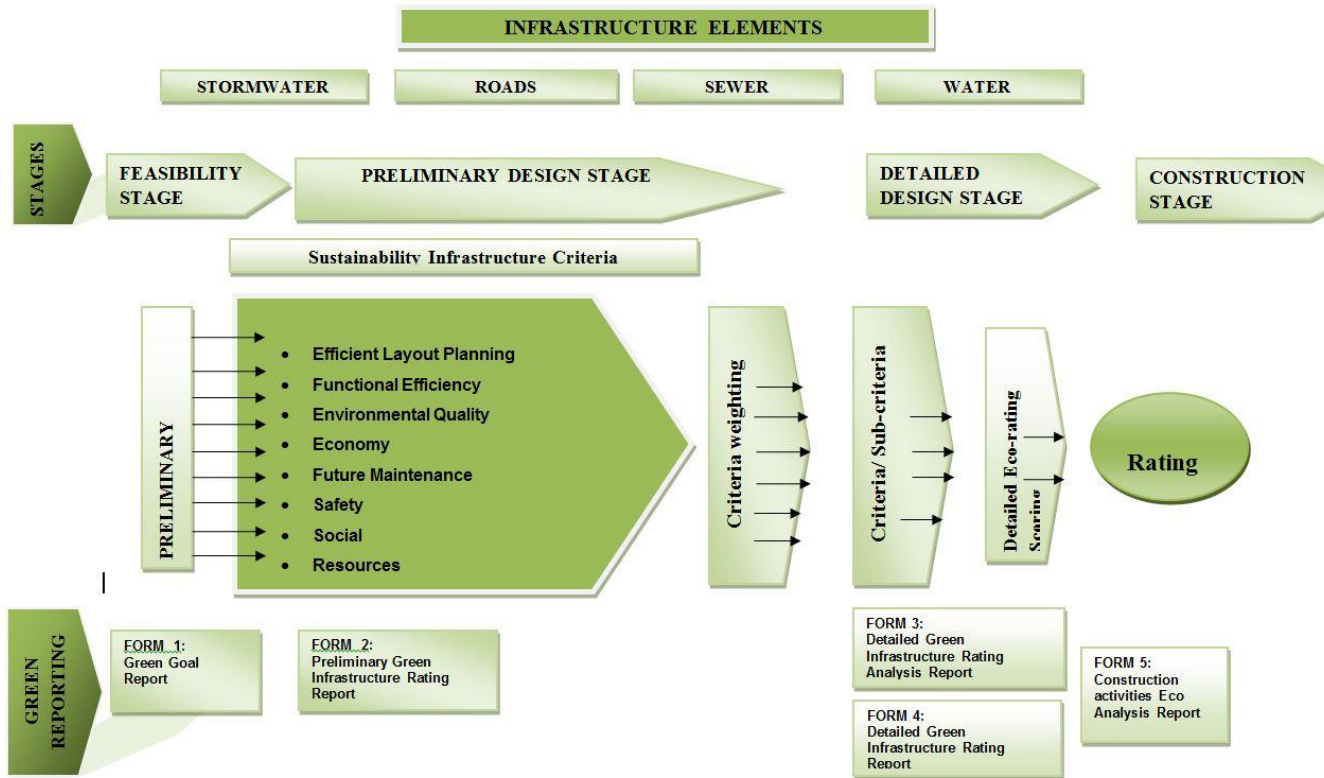 INFRASTRUCTURE ELEMENTS
STORMWATER
ROADS
SEWER
WATER
STAGES
FEASIBILITY
STAGE
PRELIMINARY DESIGN STAGE
DETAILED
DESIGN STAGE
CONSTRUCTION
STAGE
Sustainability Infrastructure Criteria
PRELIMINARY
• Efficient Layout Planning
• Functional Efficiency
• Environmental Quality
• Economy
• Future Maintenance
• Safety
• Social
• Resources
Criteria weighting
Criteria/ Sub-criteria
Detailed Eco-rating
Scoring
Rating
GREEN
REPORTING
FORM 1:
Green Goal
Report
FORM 2:
Preliminary Green
Infrastructure Rating
Report
FORM 3:
Detailed Green
Infrastructure Rating
Analysis Report
FORM 4:
Detailed Green
Infrastructure Rating
Report
FORM 5:
Construction
activities Eco
Analysis Report